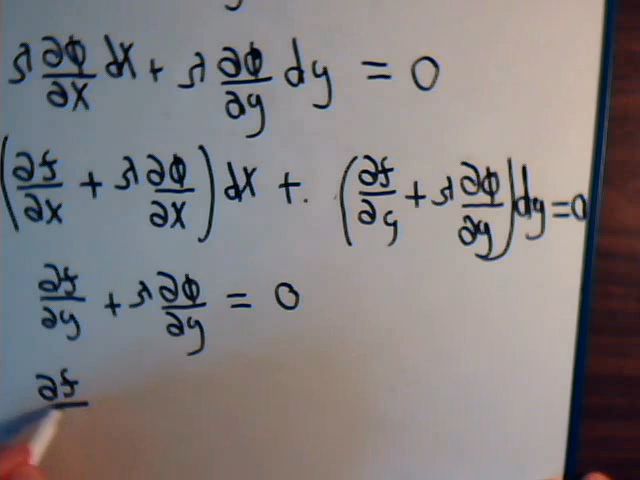 λ ∂Φ/∂x dx + λ ∂Φ/∂y dy = 0
(∂f/∂x + λ ∂Φ/∂x) dx + (∂f/∂y + λ ∂Φ/∂y) dy = 0
∂f/∂y + λ ∂Φ/∂y = 0
∂f